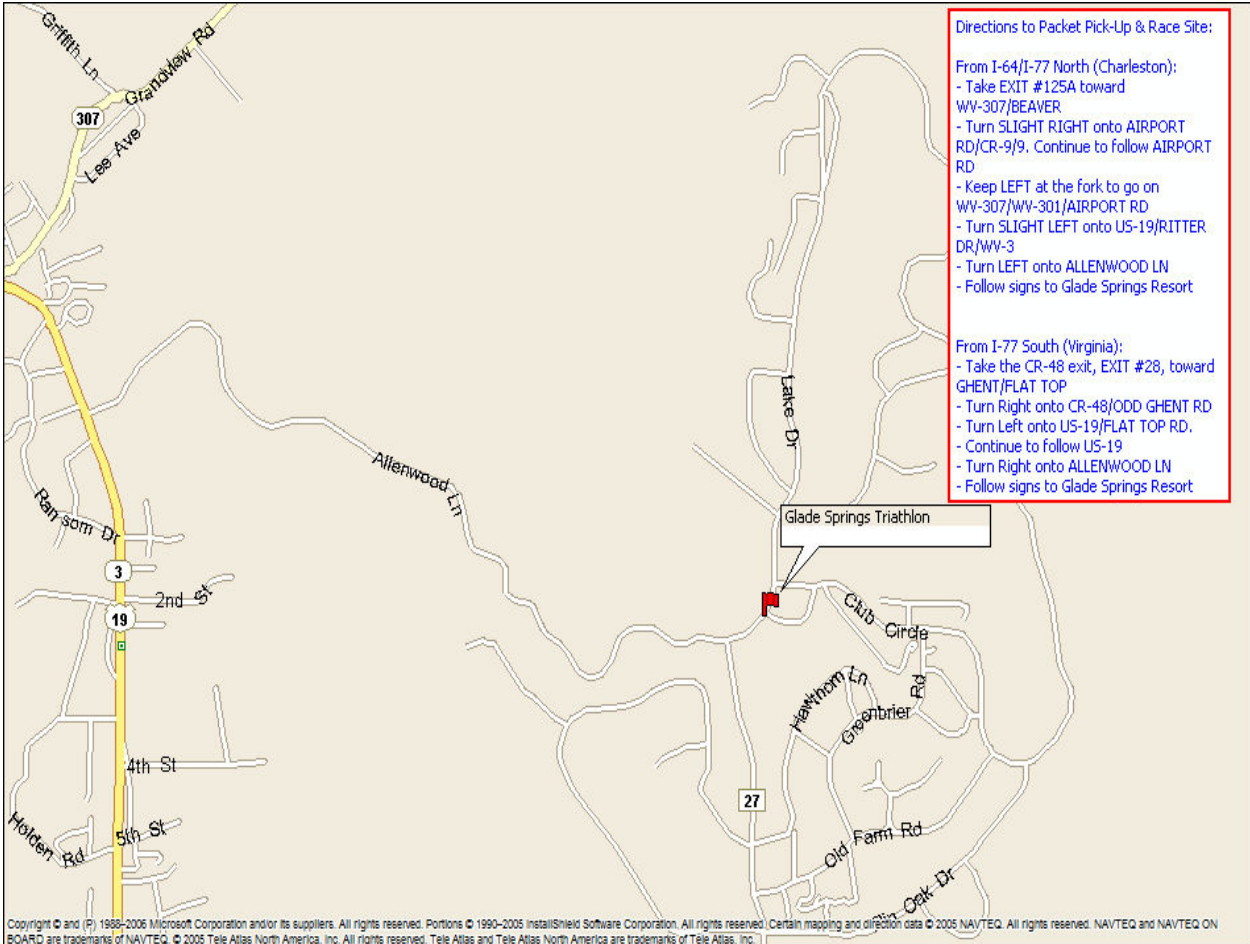 Directions to Packet Pick-Up & Race Site:
From I-64/I-77 North (Charleston):
- Take EXIT #125A toward
WV-307/BEAVER
- Turn SLIGHT RIGHT onto AIRPORT
RD/CR-9/9. Continue to follow AIRPORT
RD
- Keep LEFT at the fork to go on
WV-307/WV-301/AIRPORT RD
- Turn SLIGHT LEFT onto US-19/RITTER
DR/WV-3
- Turn LEFT onto ALLENWOOD LN
- Follow signs to Glade Springs Resort
From I-77 South (Virginia):
- Take the CR-48 exit, EXIT #28, toward
GHENT/FLAT TOP
- Turn Right onto CR-48/ODD GHENT RD
- Turn Left onto US-19/FLAT TOP RD.
- Continue to follow US-19
- Turn Right onto ALLENWOOD LN
- Follow signs to Glade Springs Resort
Griffith Ln
Grandview Rd
307
Lee Ave
Lake Dr
Allenwood Ln
Ransom Dr
Glade Springs Triathlon
3
2nd St
19
Club Circle
Hawthorn Ln
Greenbrier Rd
4th St
27
Holden Rd
5th St
Old Farm Rd
Oak Dr
Copyright © and (P) 1988–2006 Microsoft Corporation and/or its suppliers. All rights reserved. Portions © 1990–2005 InstallShield Software Corporation. All rights reserved. Certain mapping and direction data © 2005 NAVTEQ. All rights reserved. NAVTEQ and NAVTEQ ON
BOARD are trademarks of NAVTEQ. © 2005 Tele Atlas North America, Inc. All rights reserved. Tele Atlas and Tele Atlas North America are trademarks of Tele Atlas, Inc.